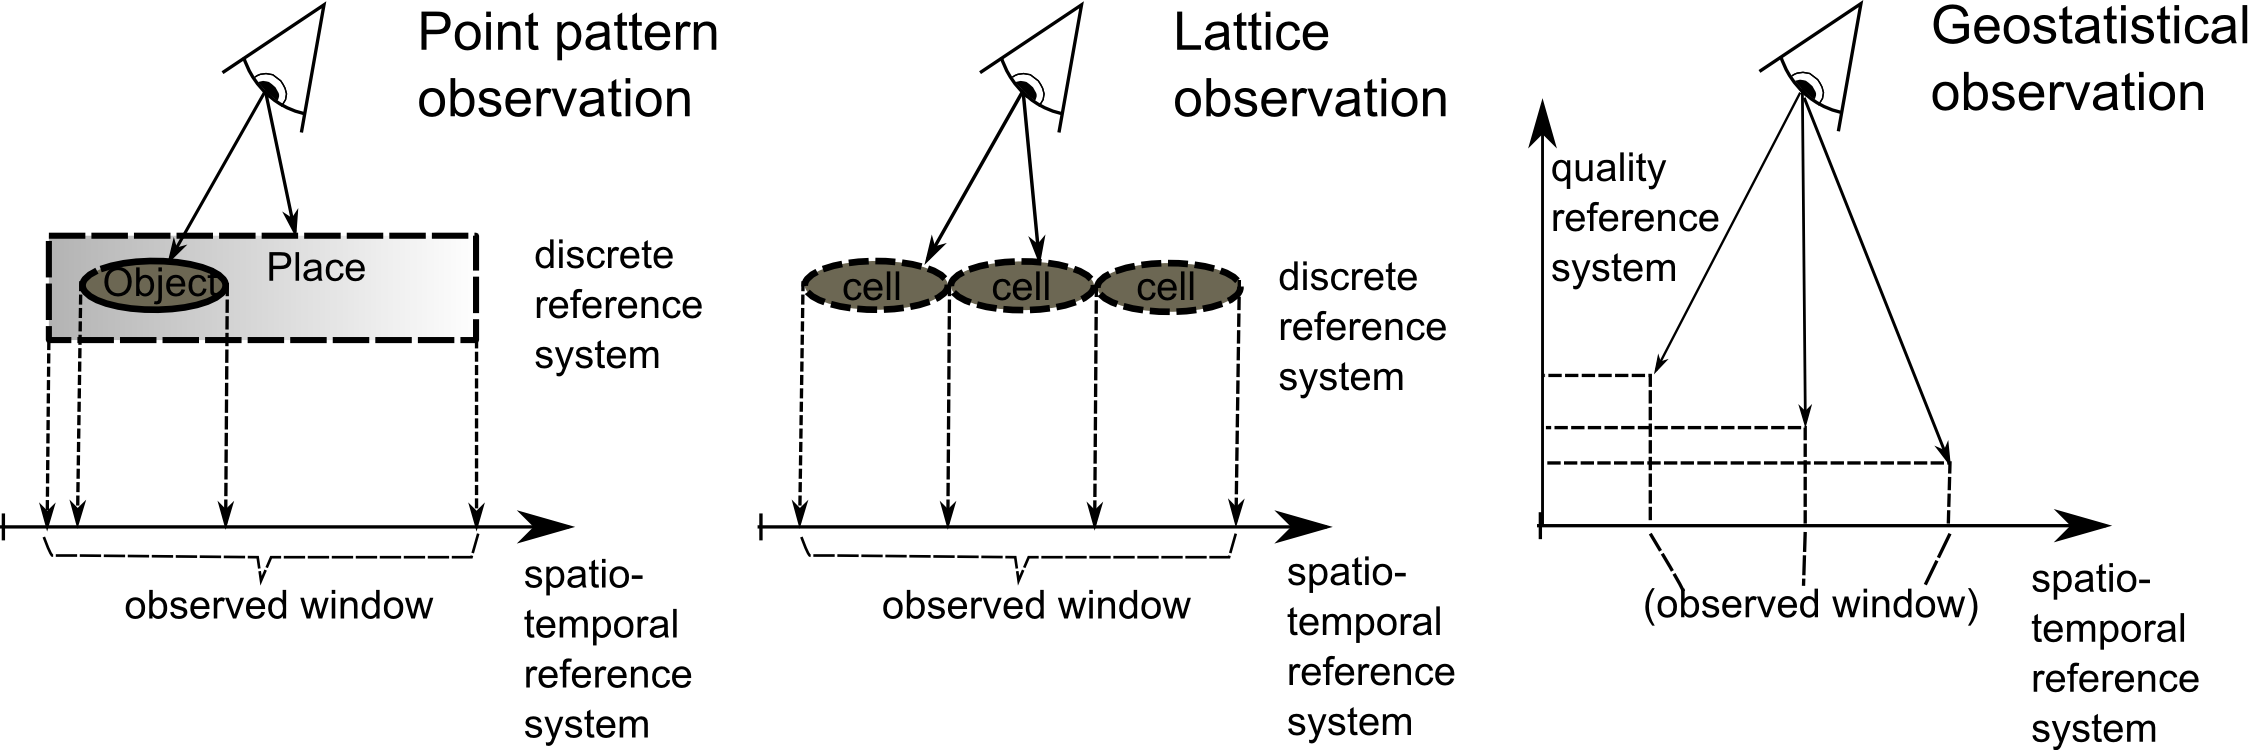 Point pattern
observation
Object
Place
discrete
reference
system
observed window
spatio-
temporal
reference
system
Lattice
observation
cell
cell
cell
discrete
reference
system
observed window
spatio-
temporal
reference
system
Geostatistical
observation
quality
reference
system
(observed window)
spatio-
temporal
reference
system